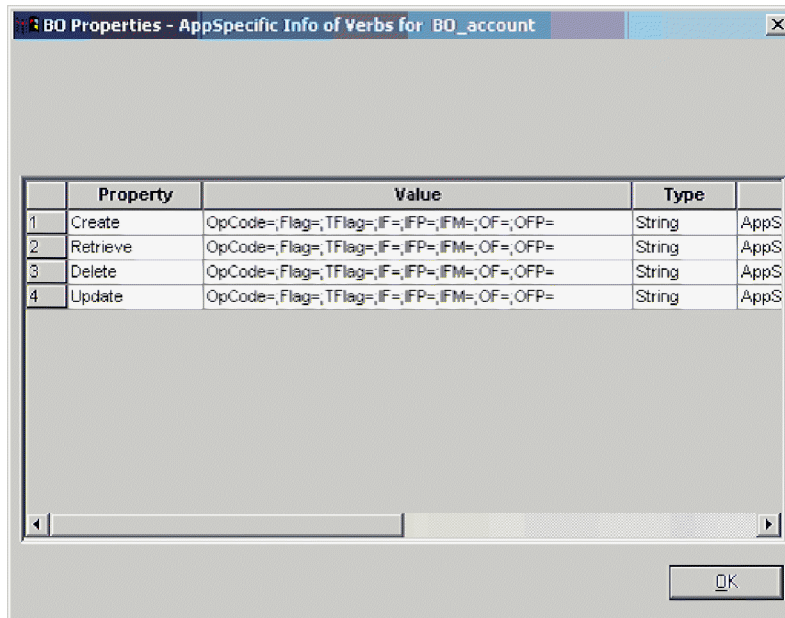 BO Properties - AppSpecific Info of Verbs for BO_account
Property Value Type
1 Create OpCode=;Flag=;TFlag=;IF=;IFP=;IFM=;OF=;OFP= String AppS
2 Retrieve OpCode=;Flag=;TFlag=;IF=;IFP=;IFM=;OF=;OFP= String AppS
3 Delete OpCode=;Flag=;TFlag=;IF=;IFP=;IFM=;OF=;OFP= String AppS
4 Update OpCode=;Flag=;TFlag=;IF=;IFP=;IFM=;OF=;OFP= String AppS
OK